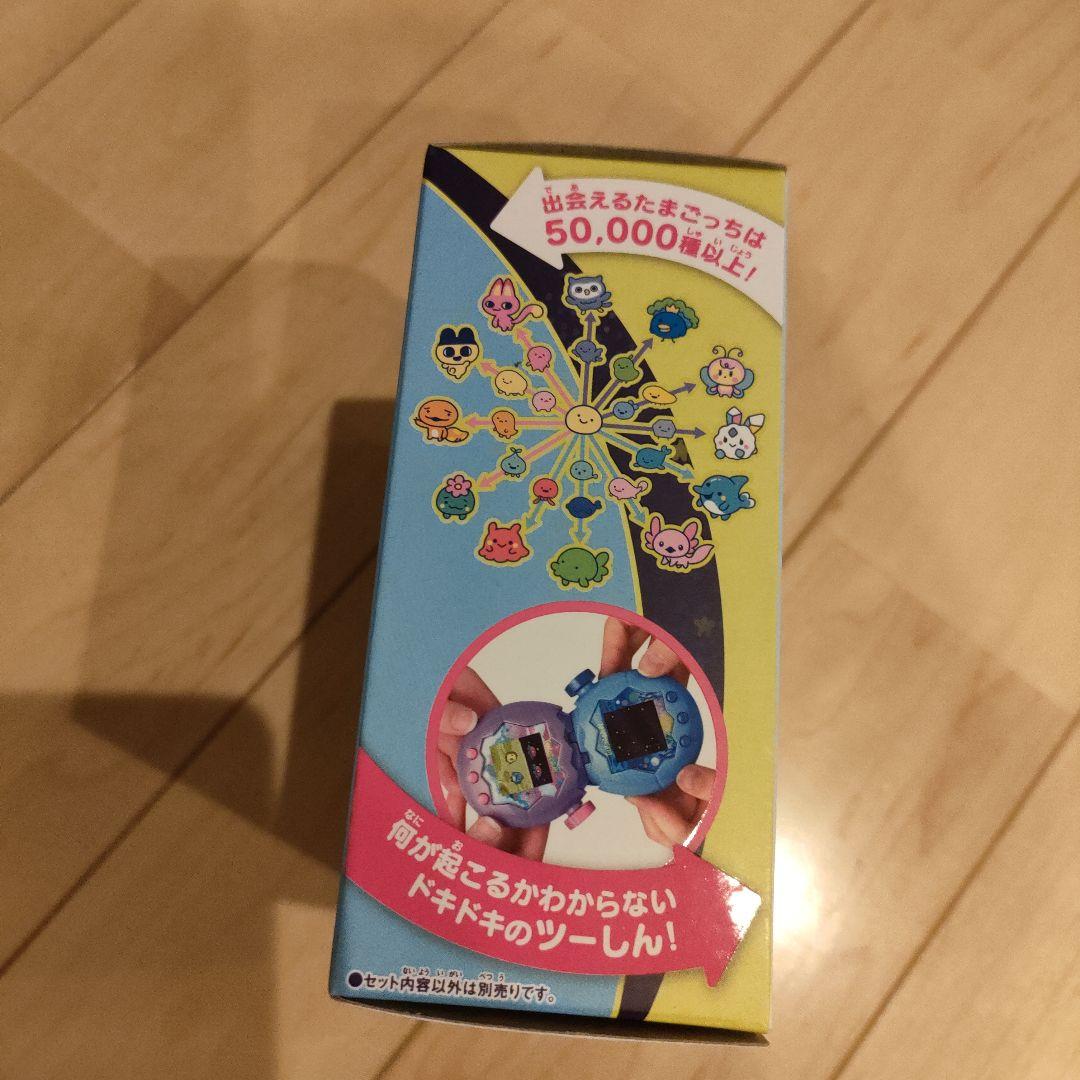 出会えるたまごっちは
50,000種以上!
何が起こるかわからない
ドキドキのツーしん!
●セット内容以外は別売りです。